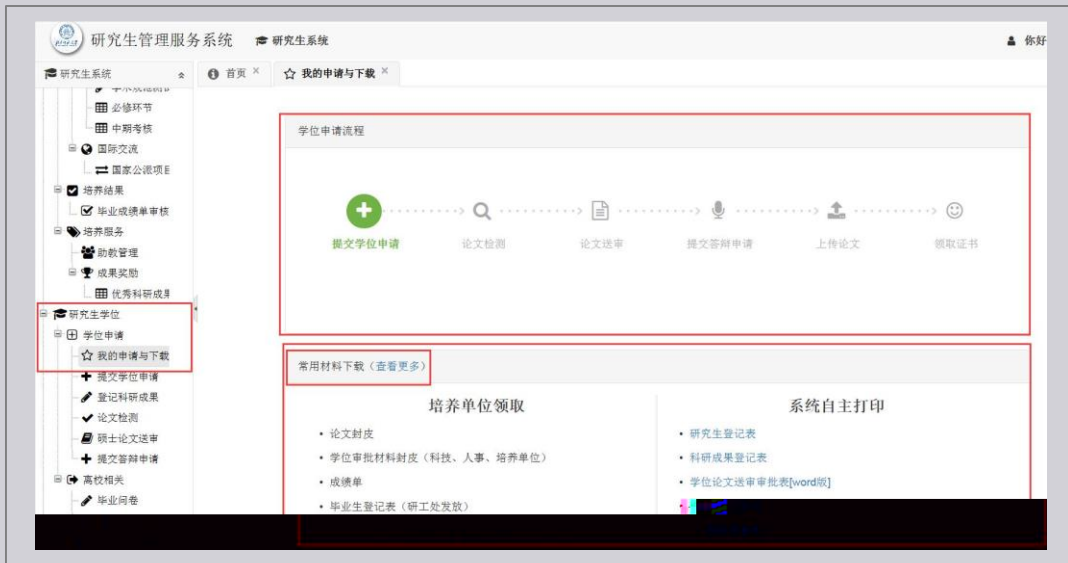 研究生管理服务系统
研究生系统
你好
研究生系统
首页 ×
我的申请与下载 ×
必修环节
中期考核
国际交流
国家公派项目
培养结果
毕业成绩单审核
培养服务
助教管理
成果奖励
优秀科研成果
研究生学位
学位申请
我的申请与下载
提交学位申请
登记科研成果
论文检测
硕士论文送审
提交答辩申请
高校相关
毕业问卷
学位申请流程
提交学位申请
论文检测
论文送审
提交答辩申请
上传论文
领取证书
常用材料下载（查看更多）
培养单位领取
• 论文封皮
• 学位审批材料封皮（科技、人事、培养单位）
• 成绩单
• 毕业生登记表（研工处发放）
系统自主打印
• 研究生登记表
• 科研成果登记表
• 学位论文送审审批表[word版]